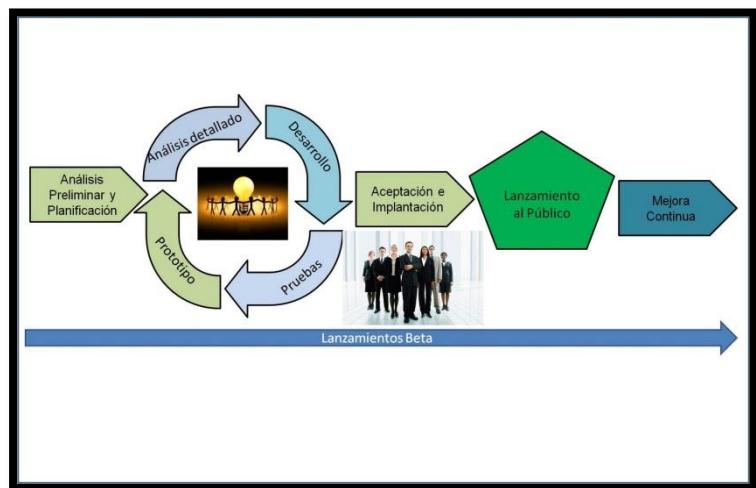 Análisis
Preliminar y
Planificación
Análisis detallado
Desarrollo
Pruebas
Prototipo
Aceptación e
Implantación
Lanzamiento
al Público
Mejora
Continua
Lanzamientos Beta